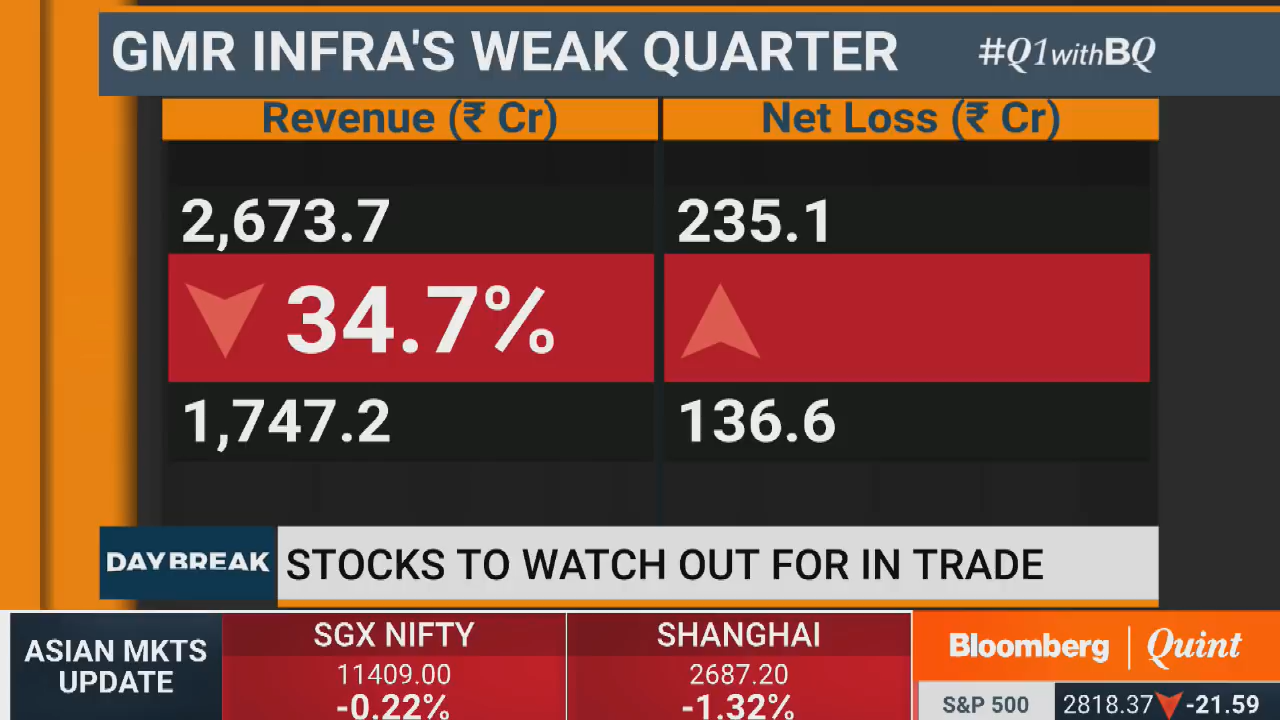 GMR INFRA'S WEAK QUARTER
#Q1withBQ
Revenue (₹ Cr)
Net Loss (₹ Cr)
2,673.7
235.1
34.7%
1,747.2
136.6
DAYBREAK
STOCKS TO WATCH OUT FOR IN TRADE
ASIAN MKTS
UPDATE
SGX NIFTY
11409.00
-0.22%
SHANGHAI
2687.20
-1.32%
Bloomberg | Quint
S&P 500
2818.37 -21.59